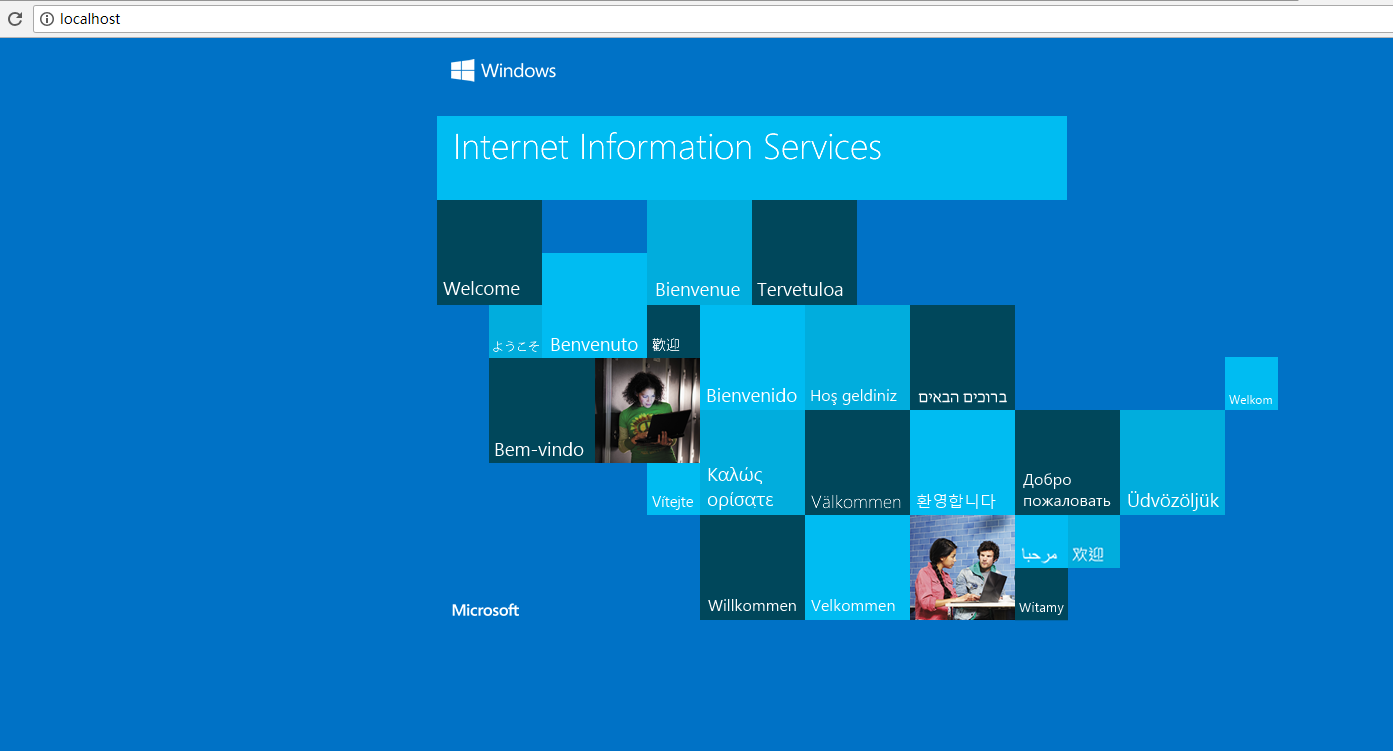 localhost
Windows
Internet Information Services
Welcome
Bienvenue
Tervetuloa
ようこそ
Benvenuto
歡迎
Bienvenido
Hoş geldiniz
ברוכים הבאים
Welkom
Bem-vindo
Vítejte
Καλώς
ορίσατε
Välkommen
환영합니다
Добро
пожаловать
Üdvözöljük
مرحبا
欢迎
Willkommen
Velkommen
Witamy
Microsoft